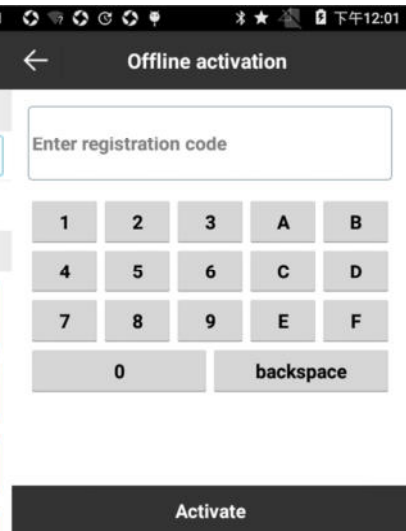 下午12:01
Offline activation
Enter registration code
1 2 3 A B
4 5 6 C D
7 8 9 E F
0 backspace
Activate